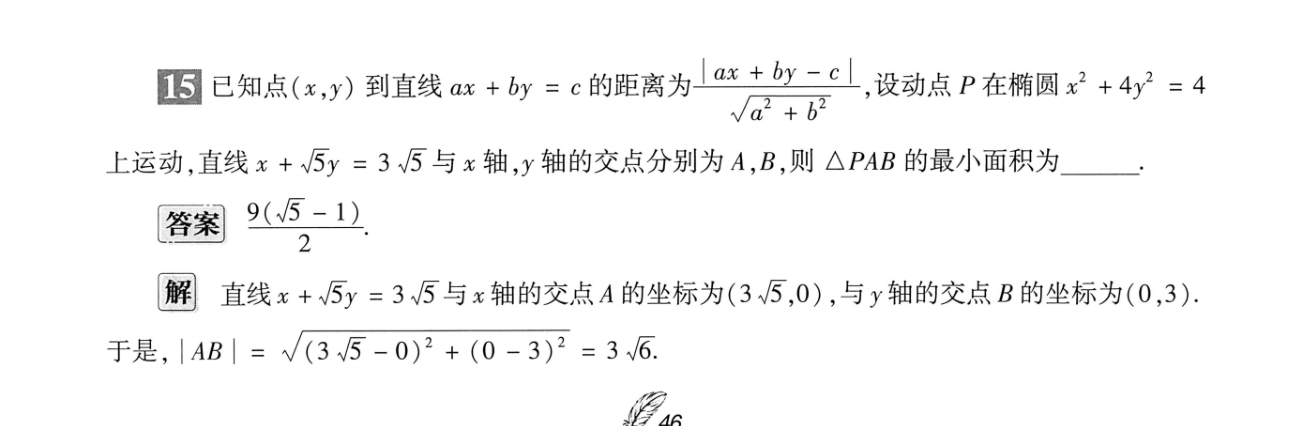 15 已知点(x,y) 到直线 ax + by = c 的距离为 |ax + by - c| / √(a² + b²) ,设动点 P 在椭圆 x² + 4y² = 4
上运动,直线 x + √5y = 3√5 与 x 轴,y 轴的交点分别为 A,B,则 △PAB 的最小面积为______.
答案 9(√5 - 1) / 2.
解 直线 x + √5y = 3√5 与 x 轴的交点 A 的坐标为(3√5,0),与 y 轴的交点 B 的坐标为(0,3).
于是, |AB| = √((3√5 - 0)² + (0 - 3)²) = 3√6.
46